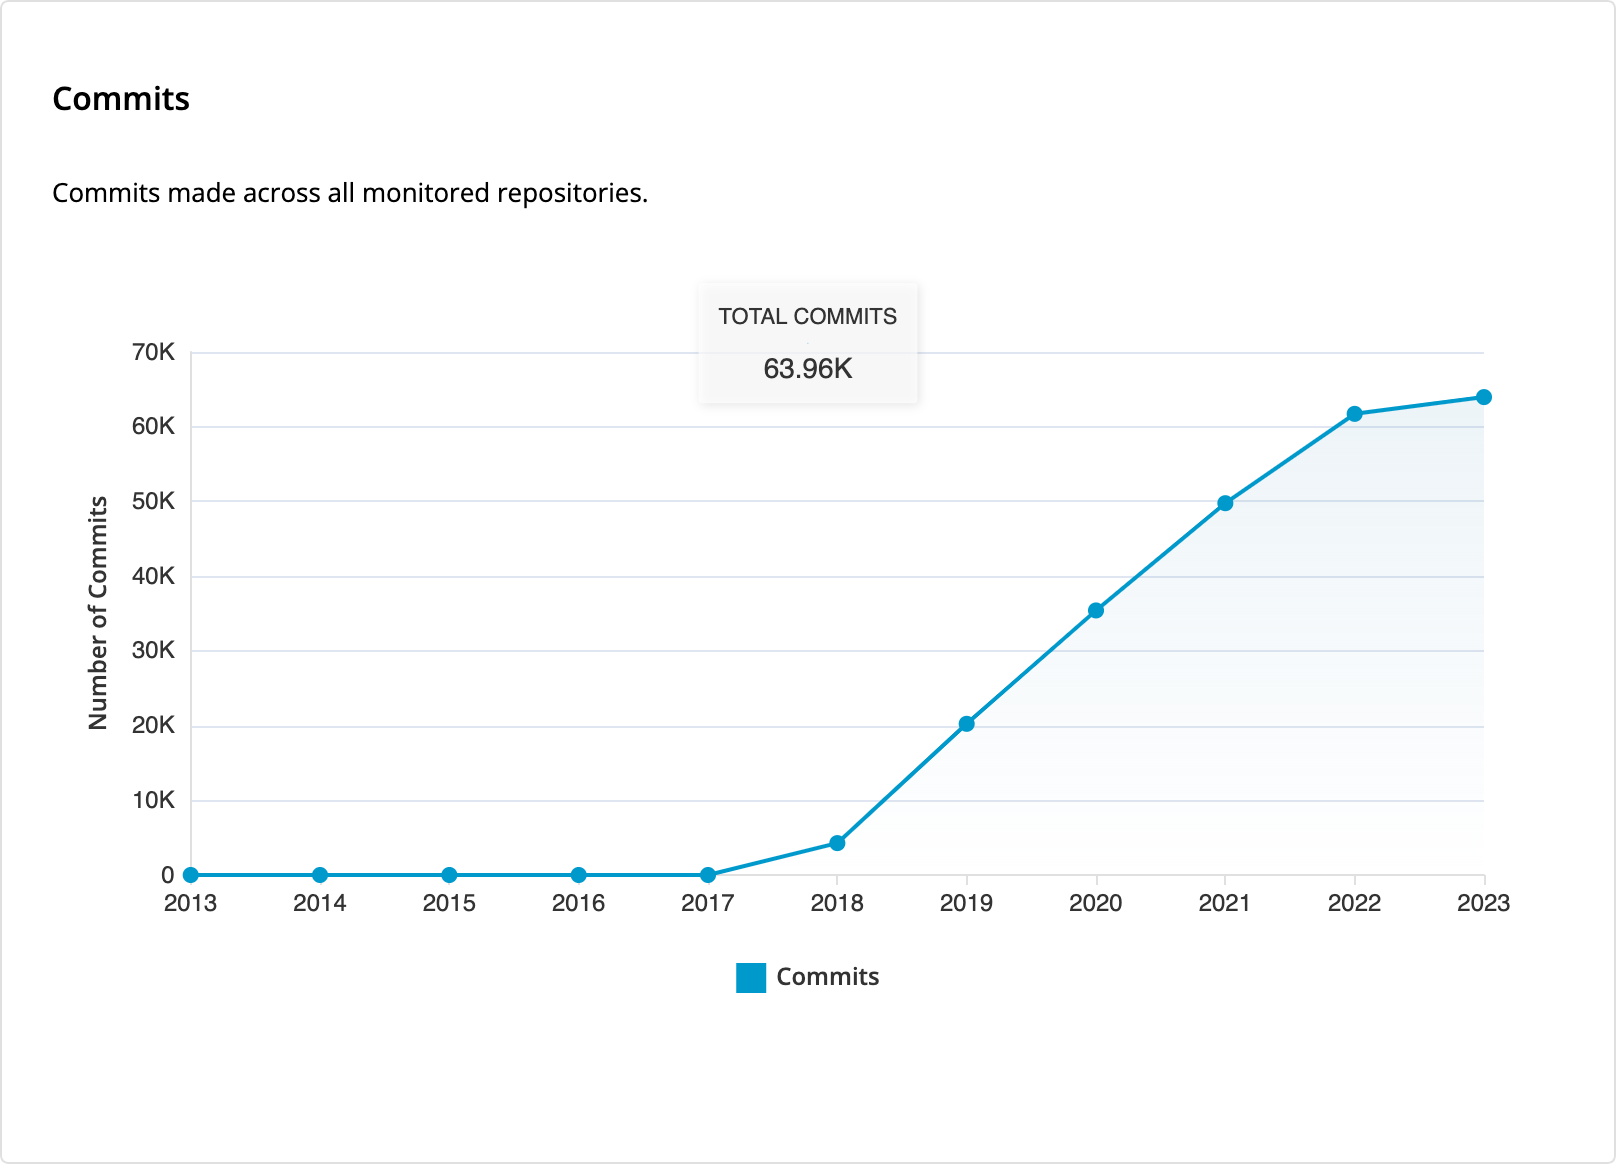 Commits
Commits made across all monitored repositories.
TOTAL COMMITS
63.96K
70K
60K
50K
40K
30K
20K
10K
0
Number of Commits
2013 2014 2015 2016 2017 2018 2019 2020 2021 2022 2023
Commits